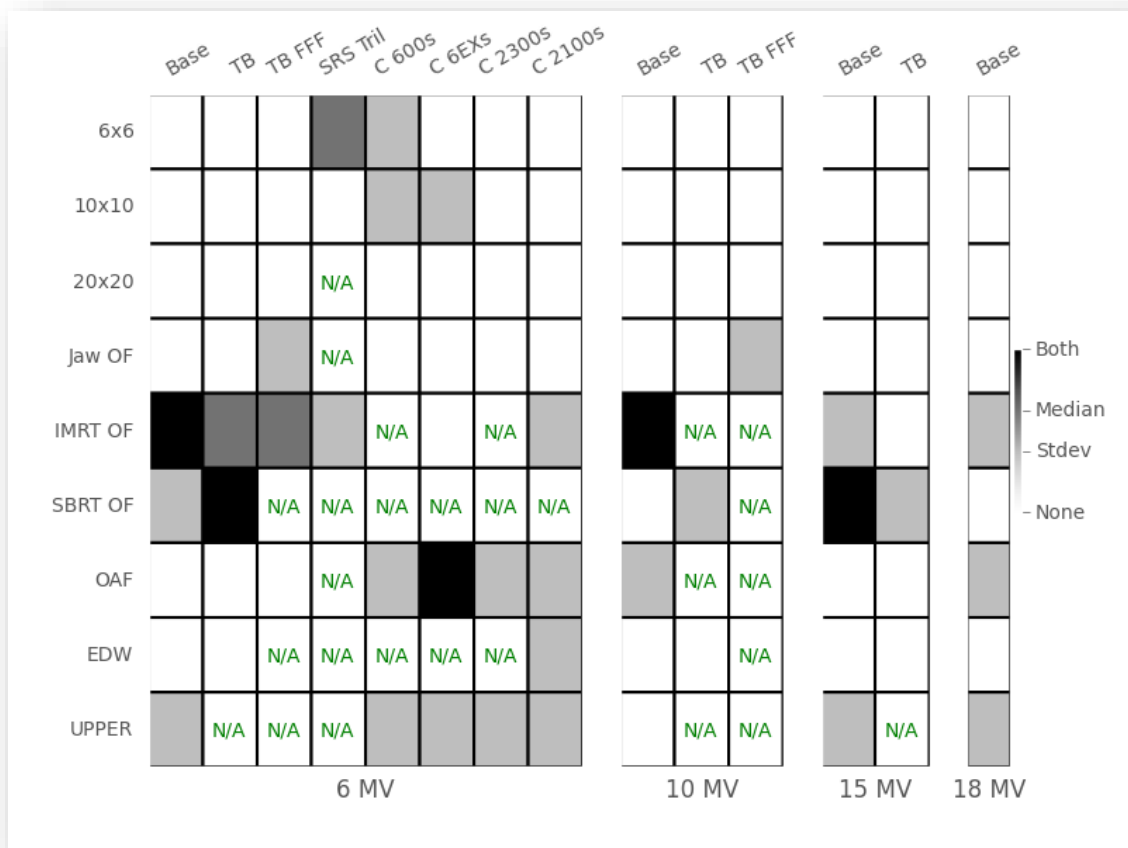 Base TB TB FFF SRS Tril C 600s C 6EXs C 2300s C 2100s Base TB TB FFF Base TB Base
6x6
10x10
20x20 N/A
Jaw OF N/A
Both
Median
Stdev
None
IMRT OF N/A N/A N/A N/A
SBRT OF N/A N/A N/A N/A N/A N/A N/A
OAF N/A N/A N/A
EDW N/A N/A N/A N/A N/A N/A
UPPER N/A N/A N/A N/A N/A N/A
6 MV 10 MV 15 MV 18 MV